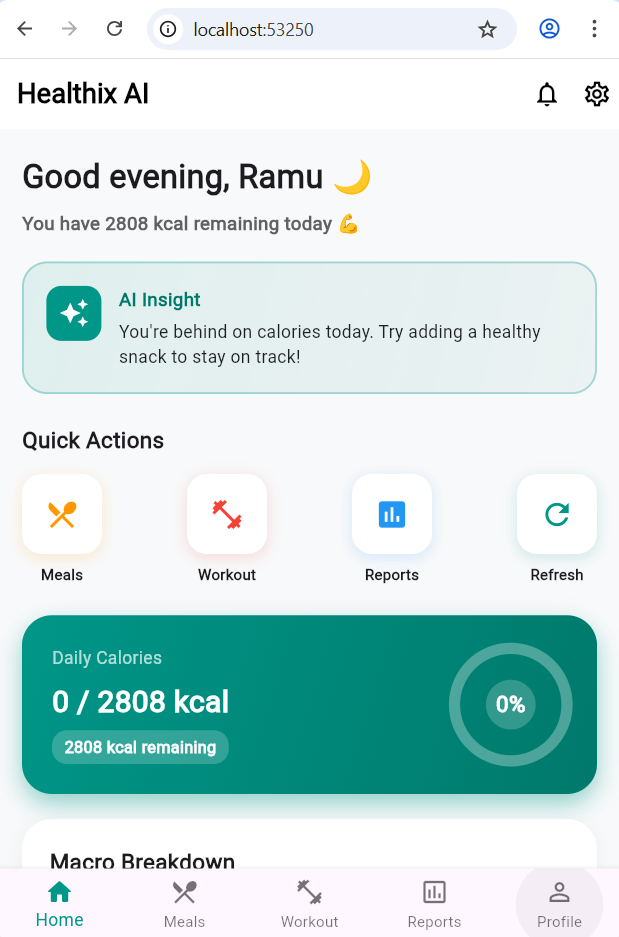 localhost:53250
Healthix AI
Good evening, Ramu 🌙
You have 2808 kcal remaining today 💪
AI Insight
You're behind on calories today. Try adding a healthy
snack to stay on track!
Quick Actions
Meals
Workout
Reports
Refresh
Daily Calories
0 / 2808 kcal
2808 kcal remaining
0%
Macro Breakdown
Home
Meals
Workout
Reports
Profile